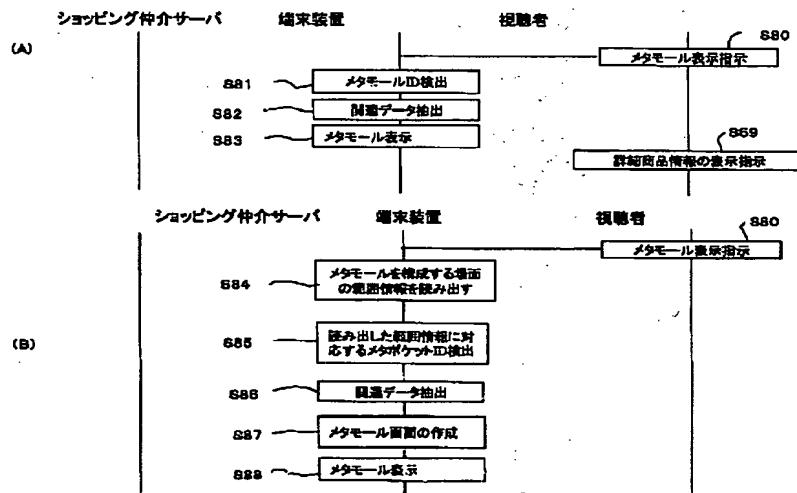 ショッピング仲介サーバ 端末装置 視聴者
(A)
S80
メタモール表示指示
S81 メタモールID検出
S82 関連データ抽出
S83 メタモール表示
S69
詳細商品情報の表示指示
ショッピング仲介サーバ 端末装置 視聴者
S80
メタモール表示指示
S84 メタモールを構成する場面
の範囲情報を読み出す
(B)
S85 読み出した範囲情報に対
応するメタポケットID検出
S86 関連データ抽出
S87 メタモール画面の作成
S88 メタモール表示